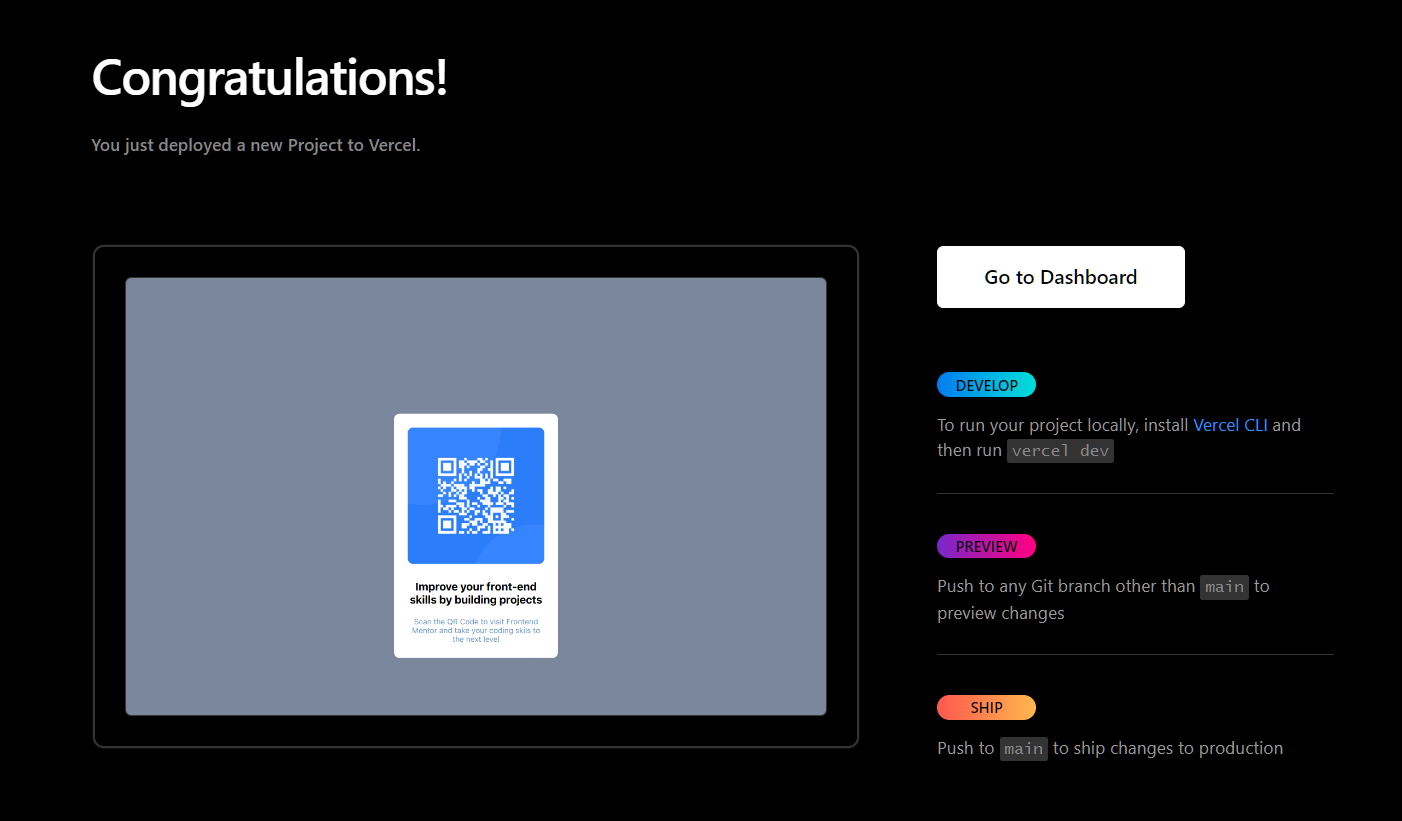 Congratulations!
You just deployed a new Project to Vercel.
Improve your front-end
skills by building projects
Scan the QR Code to visit Frontend
Mentor and take your coding skils to
the next level
Go to Dashboard
DEVELOP
To run your project locally, install Vercel CLI and
then run vercel dev
PREVIEW
Push to any Git branch other than main to
preview changes
SHIP
Push to main to ship changes to production